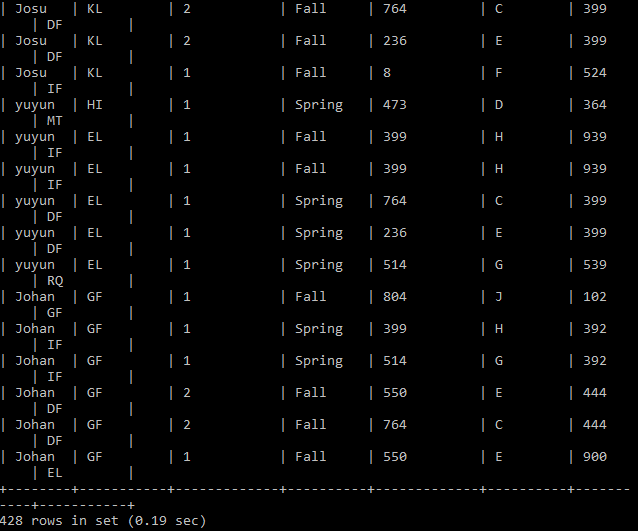 | Josu   | KL        | 2           | Fall     | 764         | C        | 399
    | DF        |
| Josu   | KL        | 2           | Fall     | 236         | E        | 399
    | DF        |
| Josu   | KL        | 1           | Fall     | 8           | F        | 524
    | IF        |
| yuyun  | HI        | 1           | Spring   | 473         | D        | 364
    | MT        |
| yuyun  | EL        | 1           | Fall     | 399         | H        | 939
    | IF        |
| yuyun  | EL        | 1           | Fall     | 399         | H        | 939
    | IF        |
| yuyun  | EL        | 1           | Spring   | 764         | C        | 399
    | DF        |
| yuyun  | EL        | 1           | Spring   | 236         | E        | 399
    | DF        |
| yuyun  | EL        | 1           | Spring   | 514         | G        | 539
    | RQ        |
| Johan  | GF        | 1           | Fall     | 804         | J        | 102
    | GF        |
| Johan  | GF        | 1           | Spring   | 399         | H        | 392
    | IF        |
| Johan  | GF        | 1           | Spring   | 514         | G        | 392
    | IF        |
| Johan  | GF        | 2           | Fall     | 550         | E        | 444
    | DF        |
| Johan  | GF        | 2           | Fall     | 764         | C        | 444
    | DF        |
| Johan  | GF        | 1           | Fall     | 550         | E        | 900
    | EL        |
+--------+-----------+-------------+----------+-------------+----------+-------
----+-----------+
428 rows in set (0.19 sec)